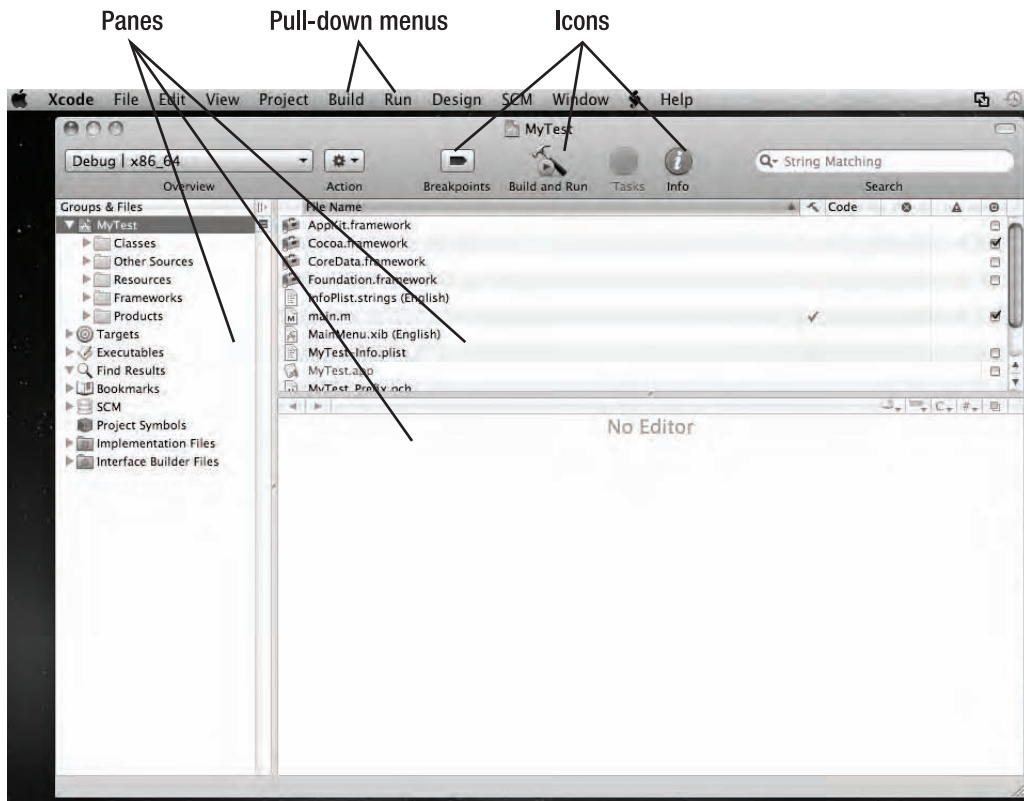 Panes Pull-down menus Icons
Xcode File Edit View Project Build Run Design SCM Window Help
MyTest
Debug | x86_64
String Matching
Overview Action Breakpoints Build and Run Tasks Info Search
Groups & Files
MyTest
Classes
Other Sources
Resources
Frameworks
Products
Targets
Executables
Find Results
Bookmarks
SCM
Project Symbols
Implementation Files
Interface Builder Files
File Name Code
AppKit.framework
Cocoa.framework
CoreData.framework
Foundation.framework
InfoPlist.strings (English)
main.m
MainMenu.xib (English)
MyTest-Info.plist
MyTest.app
MyTest_Prefix.pch
C #
No Editor